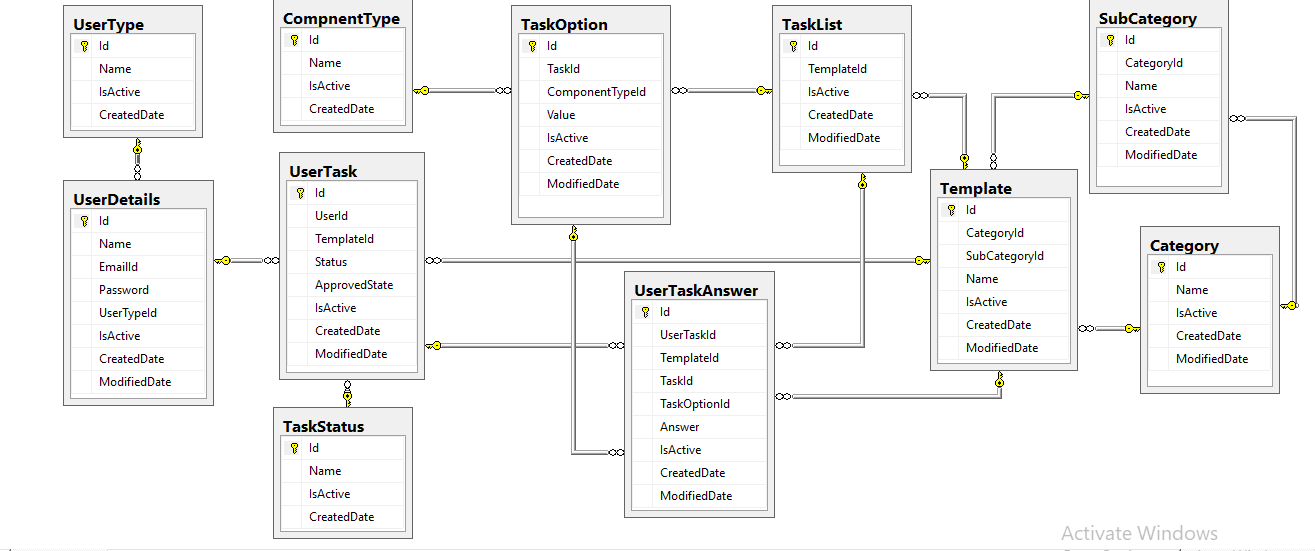 UserType
Id
Name
IsActive
CreatedDate
CompnentType
Id
Name
IsActive
CreatedDate
TaskOption
Id
TaskId
ComponentTypeId
Value
IsActive
CreatedDate
ModifiedDate
TaskList
Id
TemplateId
IsActive
CreatedDate
ModifiedDate
SubCategory
Id
CategoryId
Name
IsActive
CreatedDate
ModifiedDate
UserDetails
Id
Name
EmailId
Password
UserTypeId
IsActive
CreatedDate
ModifiedDate
UserTask
Id
UserId
TemplateId
Status
ApprovedState
IsActive
CreatedDate
ModifiedDate
Template
Id
CategoryId
SubCategoryId
Name
IsActive
CreatedDate
ModifiedDate
Category
Id
Name
IsActive
CreatedDate
ModifiedDate
UserTaskAnswer
Id
UserTaskId
TemplateId
TaskId
TaskOptionId
Answer
IsActive
CreatedDate
ModifiedDate
TaskStatus
Id
Name
IsActive
CreatedDate
Activate Windows